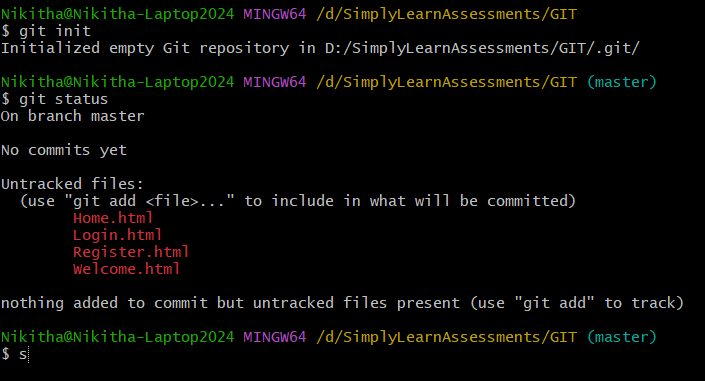 Nikitha@Nikitha-Laptop2024 MINGW64 /d/SimplyLearnAssessments/GIT
$ git init
Initialized empty Git repository in D:/SimplyLearnAssessments/GIT/.git/

Nikitha@Nikitha-Laptop2024 MINGW64 /d/SimplyLearnAssessments/GIT (master)
$ git status
On branch master

No commits yet

Untracked files:
  (use "git add <file>..." to include in what will be committed)
        Home.html
        Login.html
        Register.html
        Welcome.html

nothing added to commit but untracked files present (use "git add" to track)

Nikitha@Nikitha-Laptop2024 MINGW64 /d/SimplyLearnAssessments/GIT (master)
$ s